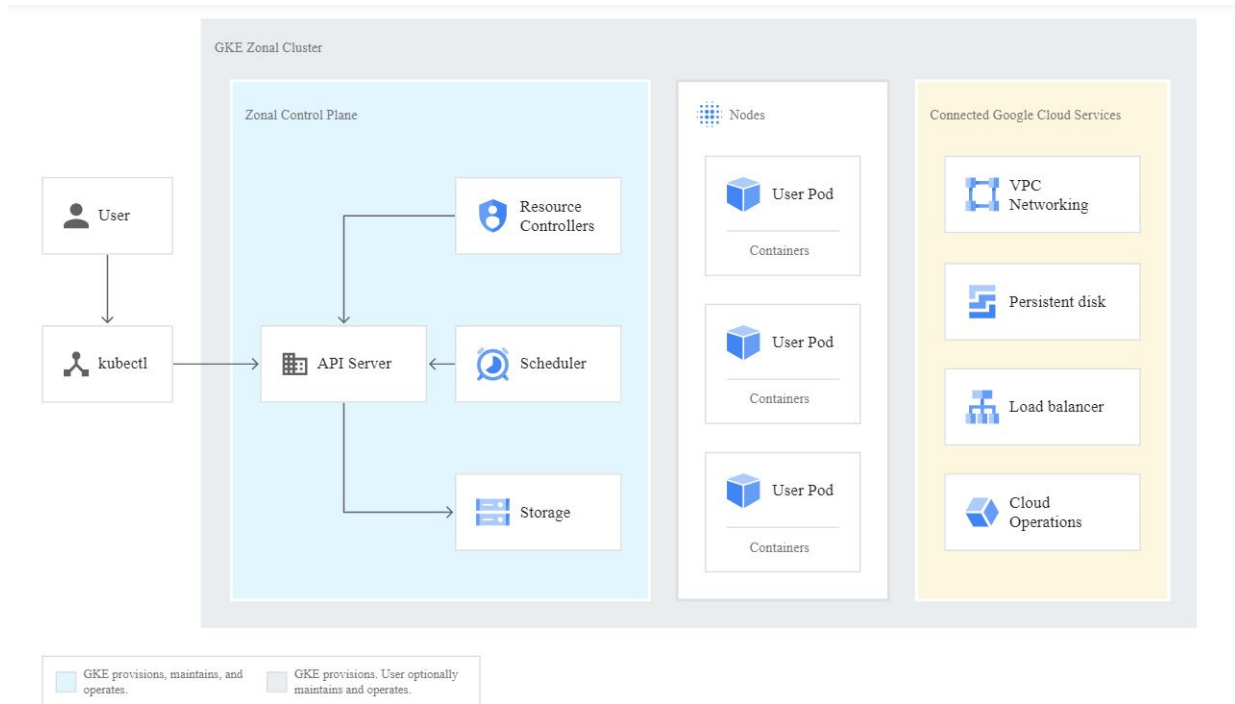 GKE Zonal Cluster
Zonal Control Plane
Nodes
Connected Google Cloud Services
User
kubectl
Resource
Controllers
API Server
Scheduler
Storage
User Pod
Containers
User Pod
Containers
User Pod
Containers
VPC
Networking
Persistent disk
Load balancer
Cloud
Operations
GKE provisions, maintains, and
operates.
GKE provisions. User optionally
maintains and operates.